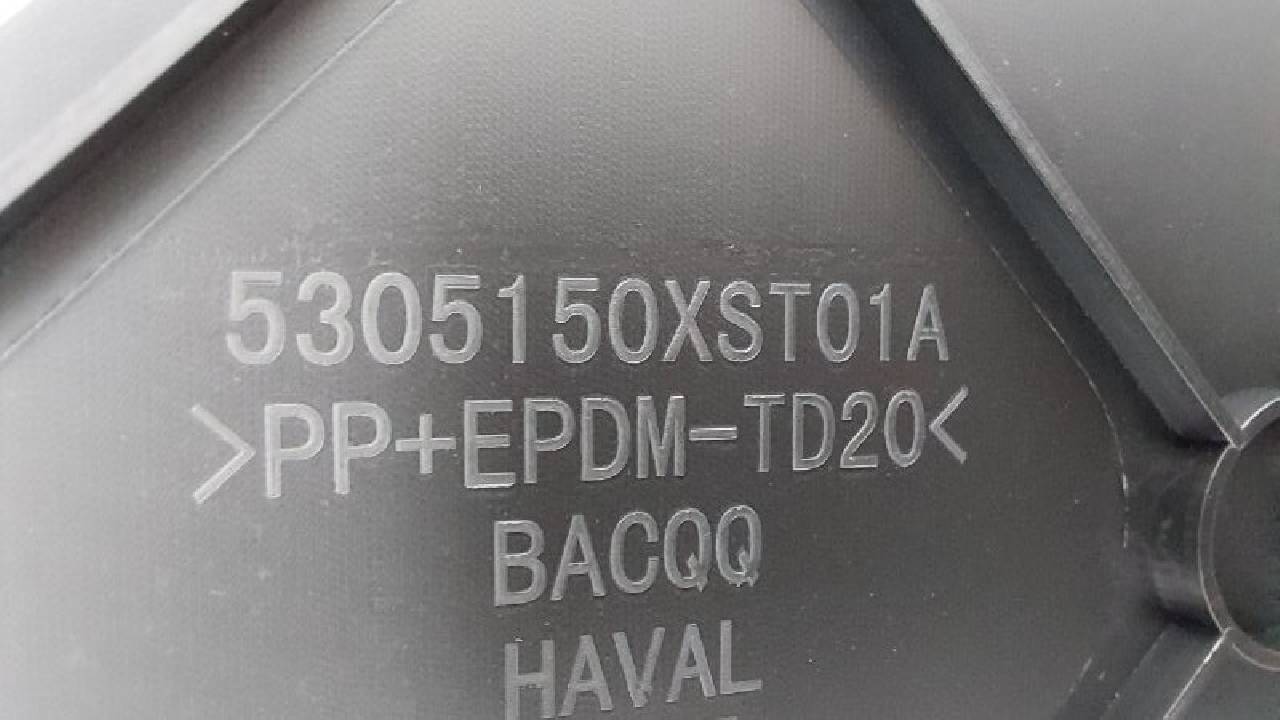 5305150XST01A
>PP+EPDM-TD20<
BACQQ
HAVAL